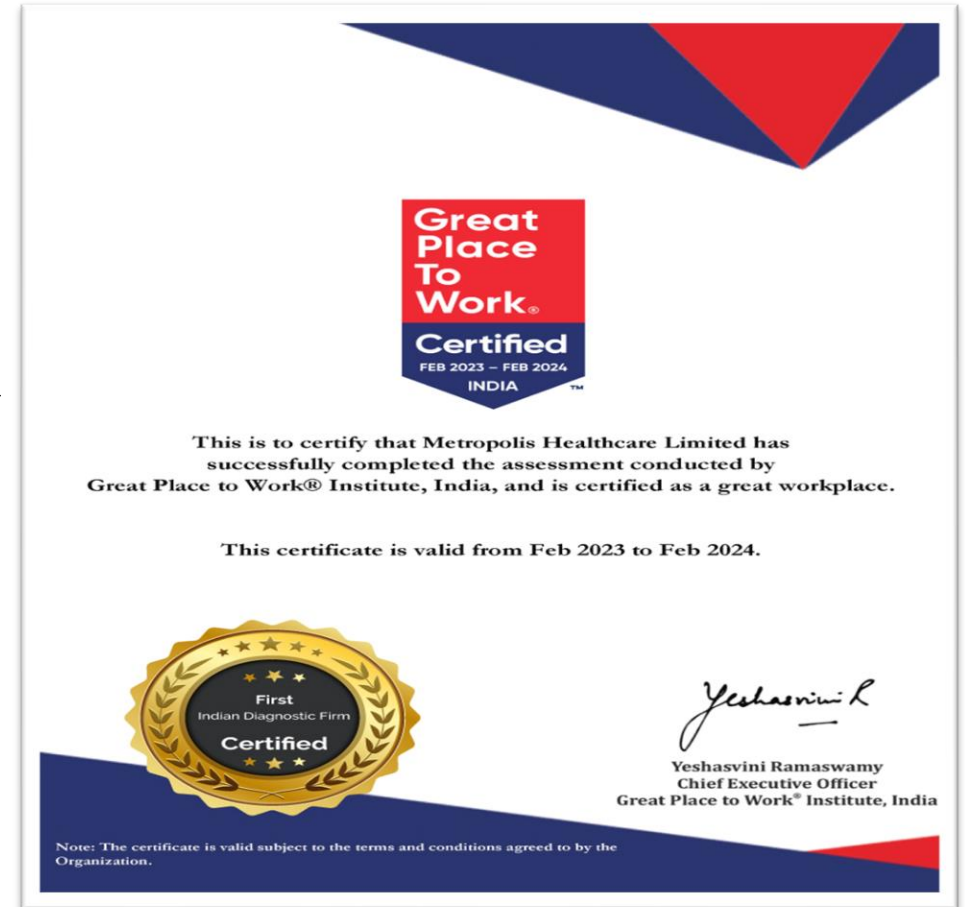 Great
Place
To
Work®
Certified
FEB 2023 – FEB 2024
INDIA ™
This is to certify that Metropolis Healthcare Limited has
successfully completed the assessment conducted by
Great Place to Work® Institute, India, and is certified as a great workplace.
This certificate is valid from Feb 2023 to Feb 2024.
First
Indian Diagnostic Firm
Certified
Yeshasvini R
Yeshasvini Ramaswamy
Chief Executive Officer
Great Place to Work® Institute, India
Note: The certificate is valid subject to the terms and conditions agreed to by the
Organization.